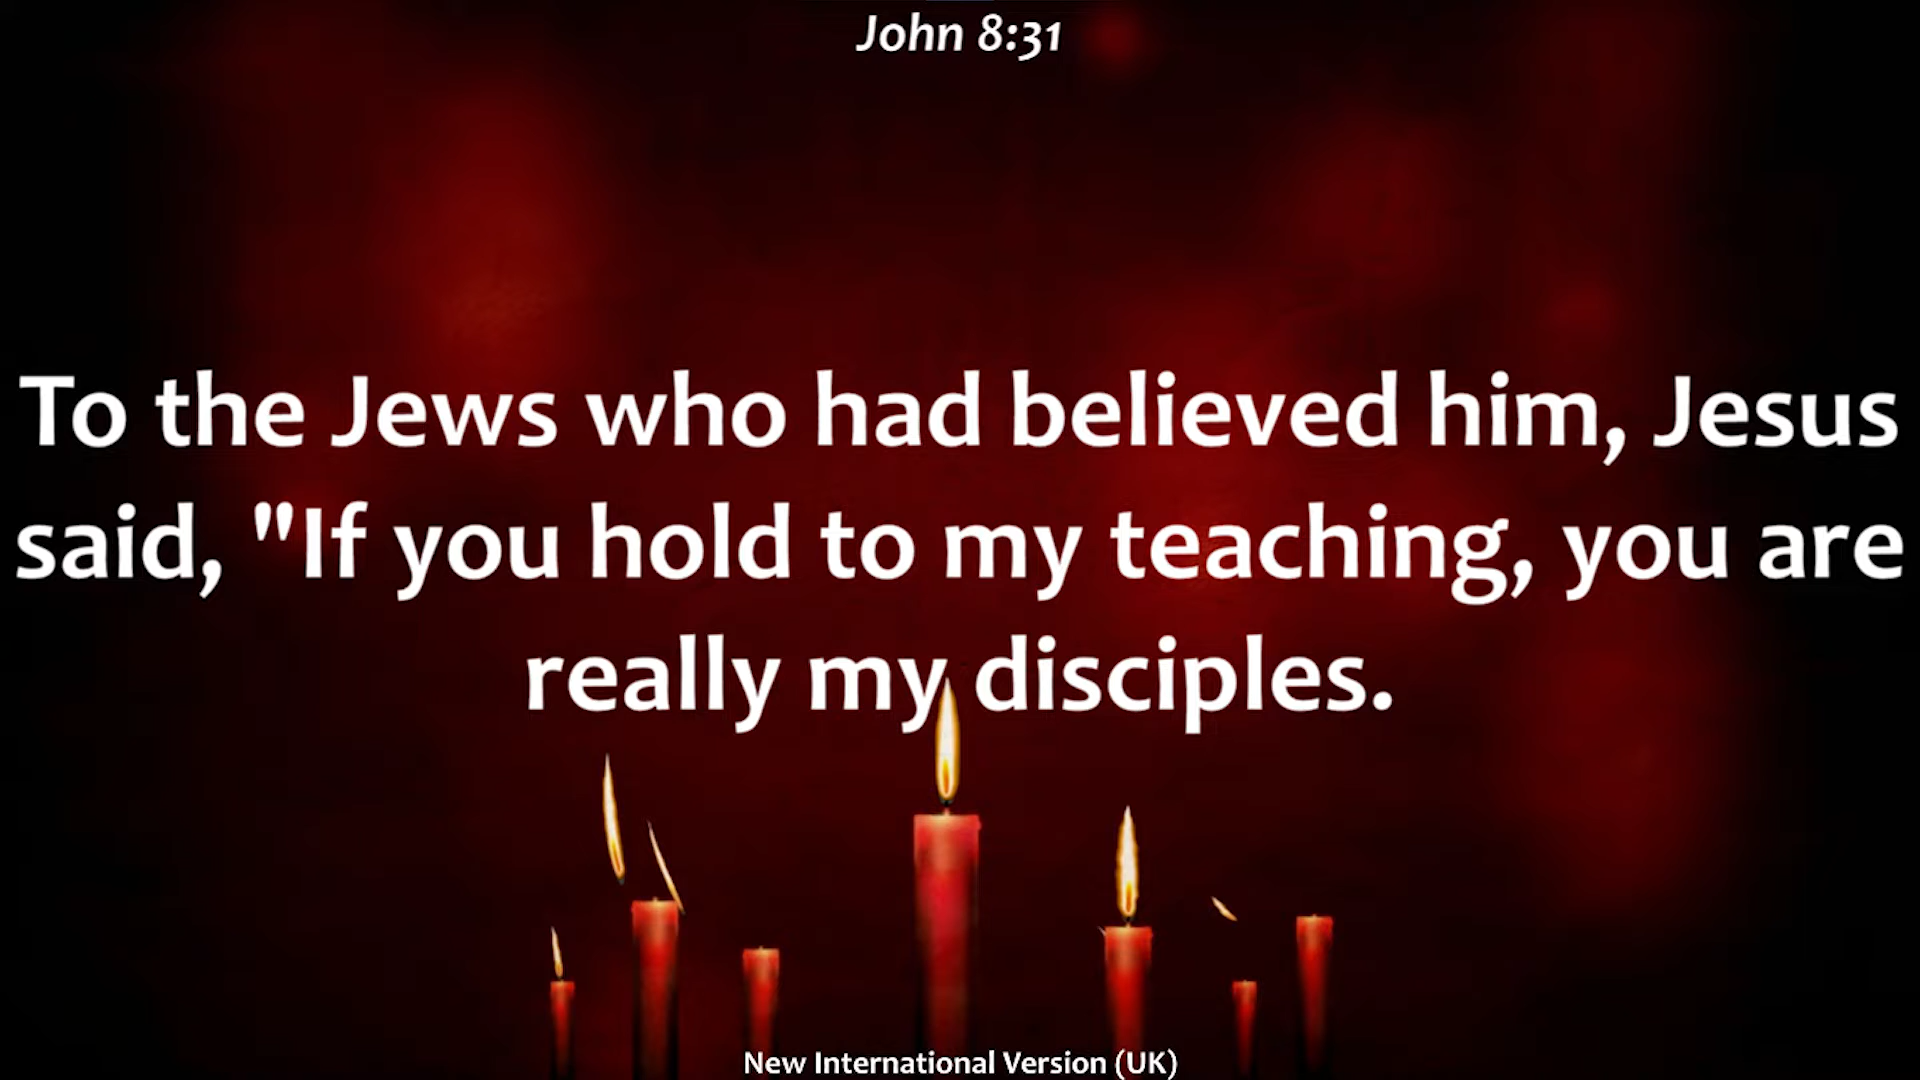 John 8:31
To the Jews who had believed him, Jesus
said, "If you hold to my teaching, you are
really my disciples.
New International Version (UK)